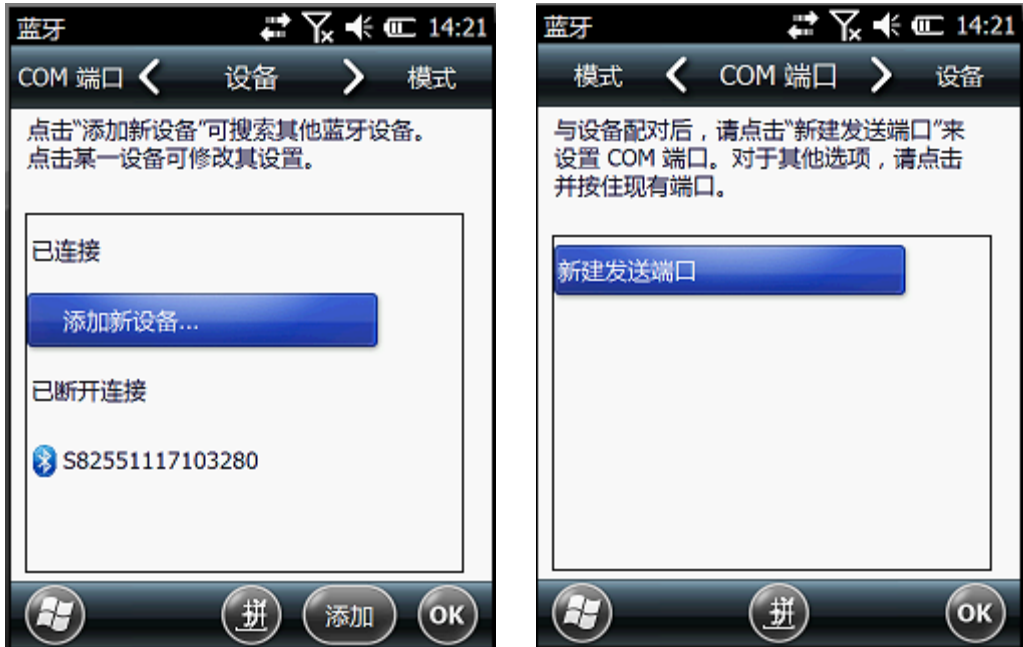 蓝牙
14:21
COM 端口
设备
模式
点击“添加新设备”可搜索其他蓝牙设备。
点击某一设备可修改其设置。
已连接
添加新设备...
已断开连接
S82551117103280
拼
添加
OK
蓝牙
14:21
模式
COM 端口
设备
与设备配对后，请点击“新建发送端口”来
设置 COM 端口。对于其他选项，请点击
并按住现有端口。
新建发送端口
拼
OK